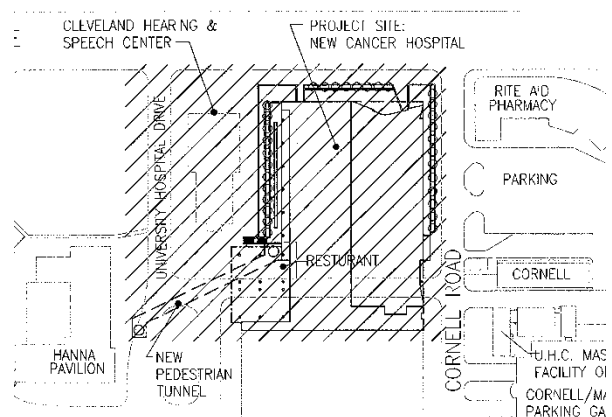 CLEVELAND HEARING &
SPEECH CENTER
PROJECT SITE:
NEW CANCER HOSPITAL
RITE AID
PHARMACY
UNIVERSITY HOSPITAL DRIVE
PARKING
RESTURANT
CORNELL
CORNELL ROAD
HANNA
PAVILION
NEW
PEDESTRIAN
TUNNEL
U.H.C. MAS
FACILITY O
CORNELL/MA
PARKING GA